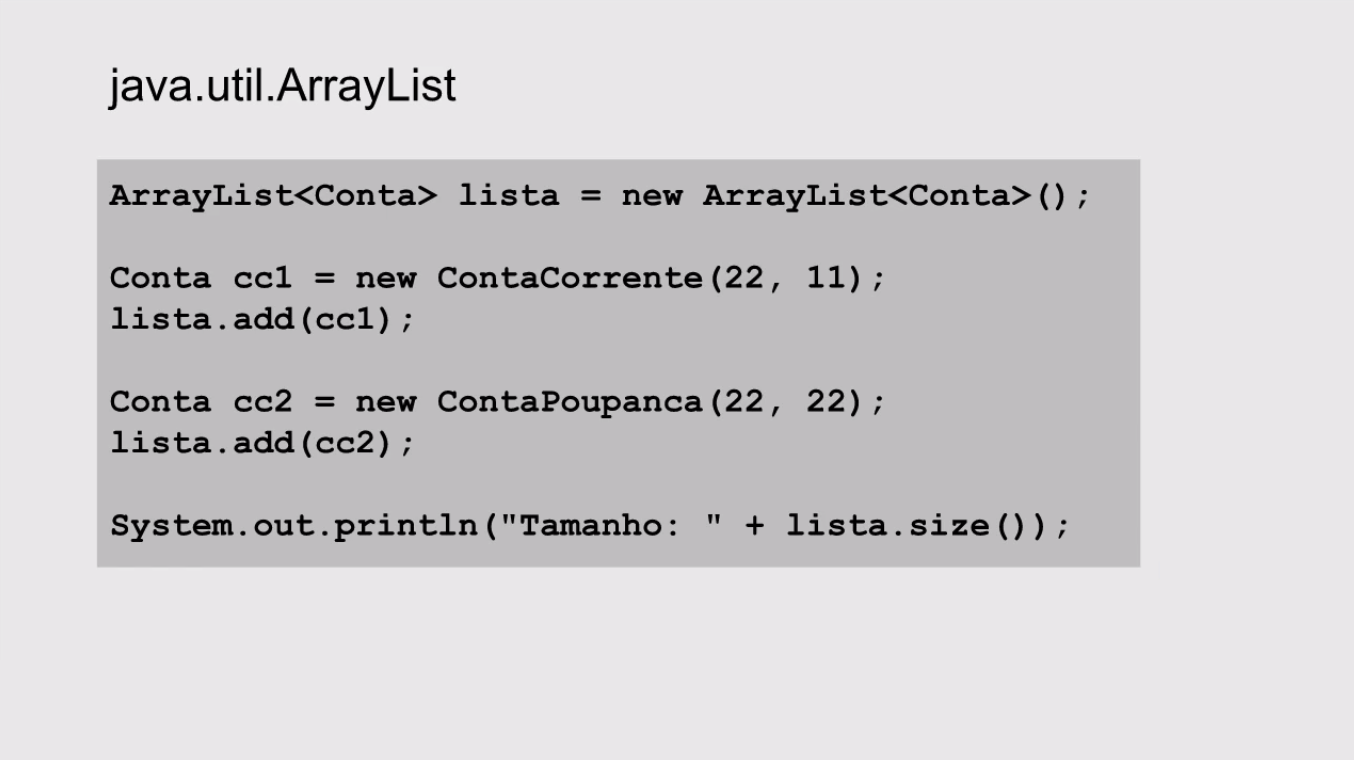 java.util.ArrayList
ArrayList<Conta> lista = new ArrayList<Conta>();
Conta cc1 = new ContaCorrente(22, 11);
lista.add(cc1);
Conta cc2 = new ContaPoupanca(22, 22);
lista.add(cc2);
System.out.println("Tamanho: " + lista.size());